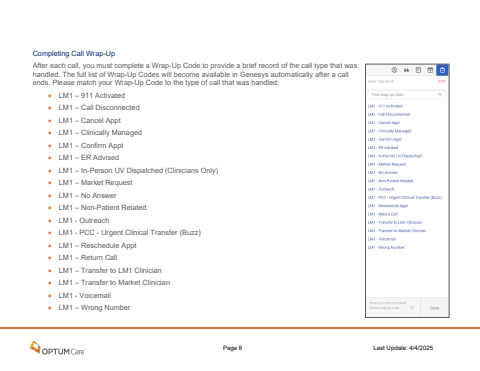 Completing Call Wrap-Up
After each call, you must complete a Wrap-Up Code to provide a brief record of the call type that was
handled. The full list of Wrap-Up Codes will become available in Genesys automatically after a call
ends. Please match your Wrap-Up Code to the type of call that was handled:
• LM1 – 911 Activated
• LM1 – Call Disconnected
• LM1 – Cancel Appt
• LM1 – Clinically Managed
• LM1 – Confirm Appt
• LM1 – ER Advised
• LM1 – In-Person UV Dispatched (Clinicians Only)
• LM1 – Market Request
• LM1 – No Answer
• LM1 – Non-Patient Related
• LM1 - Outreach
• LM1 - PCC - Urgent Clinical Transfer (Buzz)
• LM1 – Reschedule Appt
• LM1 – Return Call
• LM1 – Transfer to LM1 Clinician
• LM1 – Transfer to Market Clinician
• LM1 - Voicemail
• LM1 – Wrong Number
After Call Work
Find wrap-up code
LM1 - 911 Activated
LM1 - Call Disconnected
LM1 - Cancel Appt
LM1 - Clinically Managed
LM1 - Confirm Appt
LM1 - ER Advised
LM1 - In-Person UV Dispatched
LM1 - Market Request
LM1 - No Answer
LM1 - Non-Patient Related
LM1 - Outreach
LM1 - PCC - Urgent Clinical Transfer (Buzz)
LM1 - Reschedule Appt
LM1 - Return Call
LM1 - Transfer to LM1 Clinician
LM1 - Transfer to Market Clinician
LM1 - Voicemail
LM1 - Wrong Number
Done
OPTUMCare
Page 8
Last Update: 4/4/2025